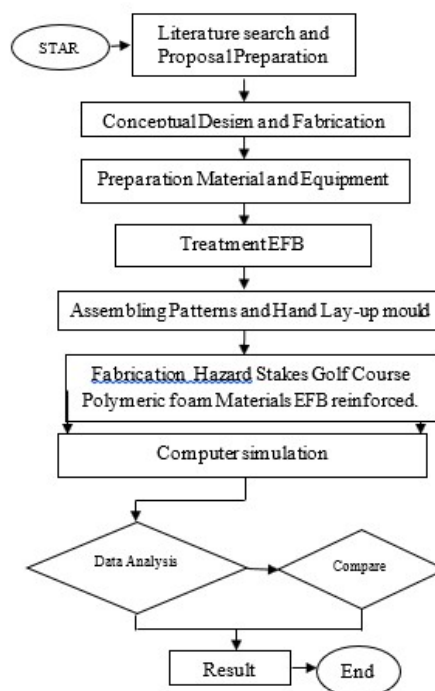 STAR
Literature search and
Proposal Preparation
Conceptual Design and Fabrication
Preparation Material and Equipment
Treatment EFB
Assembling Patterns and Hand Lay-up mould
Fabrication Hazard Stakes Golf Course
Polymeric foam Materials EFB reinforced.
Computer simulation
Data Analysis
Compare
Result
End